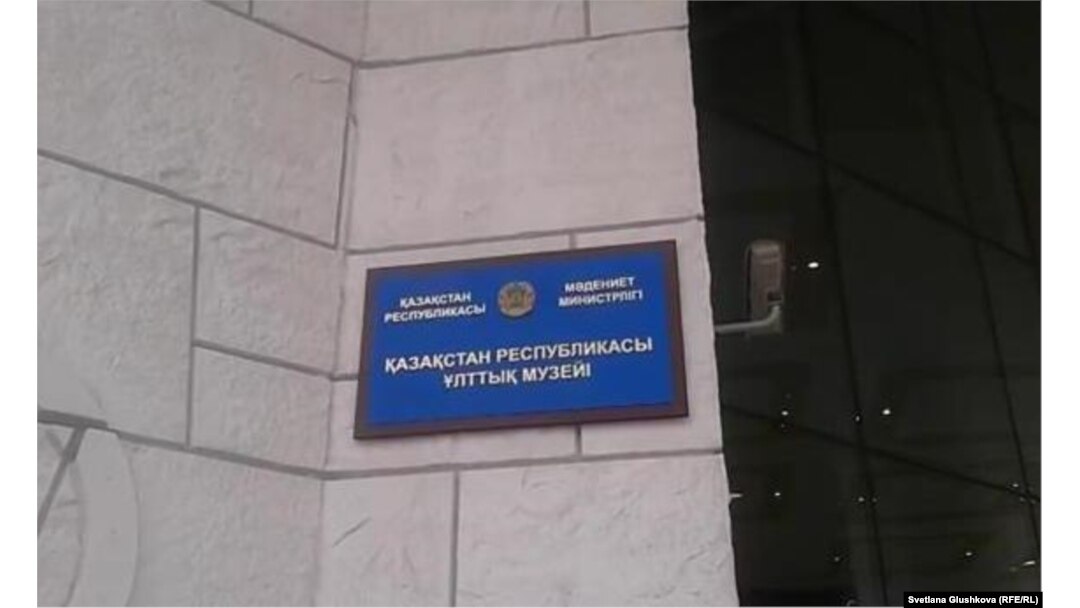 ҚАЗАҚСТАН
РЕСПУБЛИКАСЫ
МӘДЕНИЕТ
МИНИСТРЛІГІ
ҚАЗАҚСТАН РЕСПУБЛИКАСЫ
ҰЛТТЫҚ МУЗЕЙІ
Svetlana Glushkova (RFE/RL)